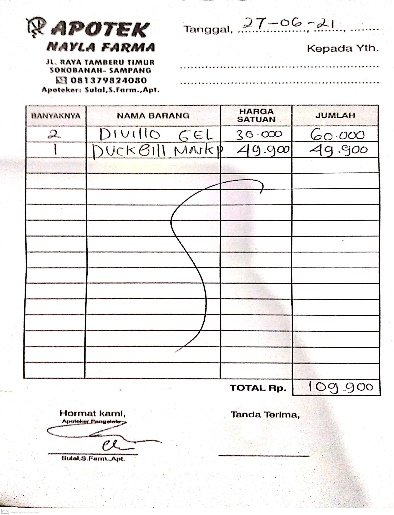 APOTEK
NAYLA FARMA
JL. RAYA TAMBERU TIMUR
SOKOBANAH- SAMPANG
081379824080
Apoteker: Sulal,S.Farm.,Apt.
Tanggal, 27-06-21
Kepada Yth.
BANYAKNYA NAMA BARANG HARGA SATUAN JUMLAH
2 DIVILLO GEL 30.000 60.000
1 DUCKBILL 49.900 49.900
TOTAL Rp. 109.900
Hormat kami, Tanda Terima,
Apoteker
Sulal,S.Farm.,Apt.